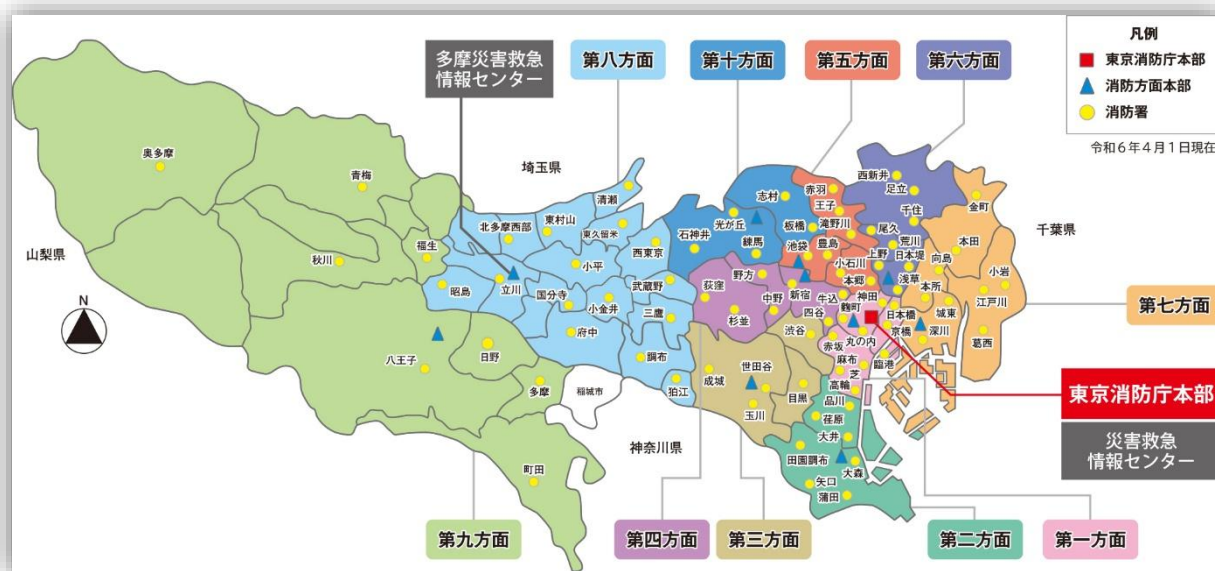 多摩災害救急
情報センター
第八方面
第十方面
第五方面
第六方面
凡例
東京消防庁本部
消防方面本部
消防署
令和6年4月1日現在
埼玉県
山梨県
千葉県
神奈川県
N
奥多摩
青梅
秋川
福生
八王子
日野
多摩
町田
稲城市
清瀬
東村山
北多摩西部
東久留米
西東京
小平
昭島
立川
国分寺
小金井
武蔵野
三鷹
府中
調布
狛江
志村
光が丘
石神井
板橋
練馬
赤羽
王子
滝野川
池袋
豊島
小石川
本郷
西新井
足立
千住
尾久
荒川
上野
日本堤
浅草
金町
本田
向島
小岩
本所
江戸川
城東
深川
葛西
荻窪
野方
中野
杉並
新宿
牛込
四谷
神田
麴町
日本橋
京橋
丸の内
赤坂
麻布
芝
臨港
高輪
渋谷
成城
世田谷
玉川
目黒
品川
荏原
大井
田園調布
大森
矢口
蒲田
第七方面
東京消防庁本部
災害救急
情報センター
第九方面
第四方面
第三方面
第二方面
第一方面